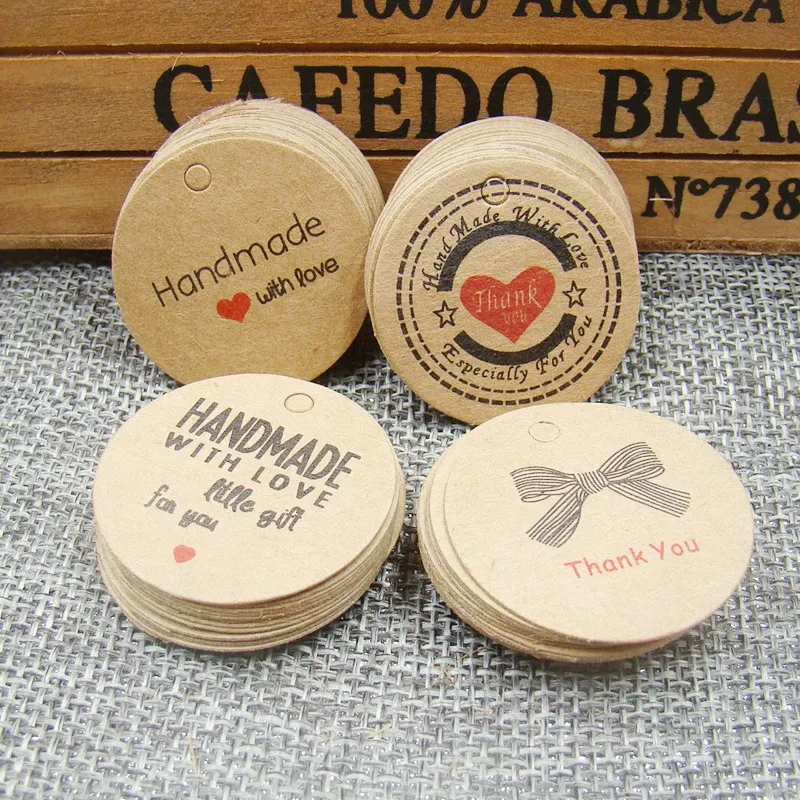 100% ARABICA
CAFEDO BRAS
Nº738
Handmade
with love
Hand Made With Love
Thank
you
Especially For You
HANDMADE
WITH LOVE
little gift
for you
Thank You